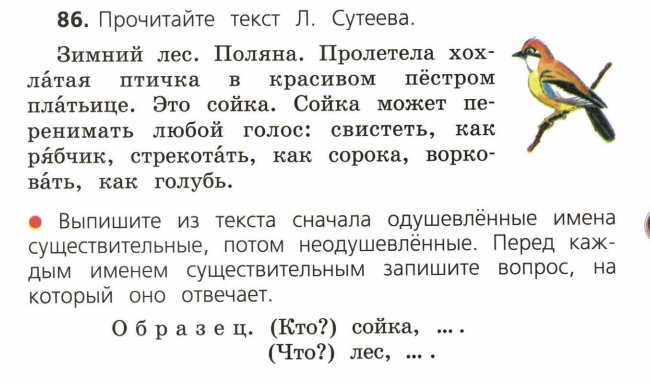 86. Прочитайте текст Л. Сутеева.
Зимний лес. Поляна. Пролетела хох-
ла́тая птичка в красивом пёстром
пла́тьице. Это сойка. Сойка может пе-
ренимать любой голос: свистеть, как
ря́бчик, стрекота́ть, как сорока, ворко-
ва́ть, как голубь.
Выпишите из текста сначала одушевлённые имена
существительные, потом неодушевлённые. Перед каж-
дым именем существительным запишите вопрос, на
который оно отвечает.
Образец. (Кто?) сойка, ... .
(Что?) лес, ... .